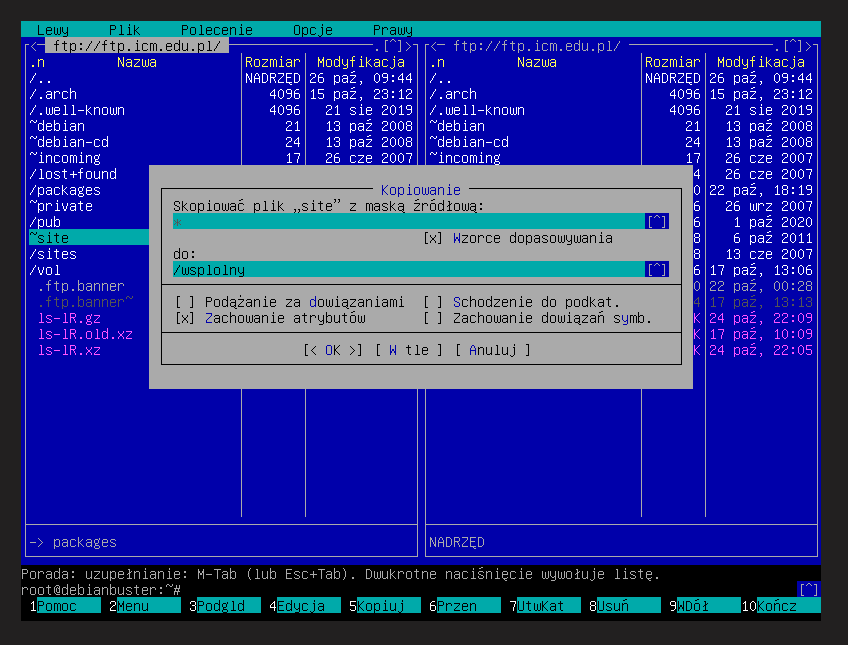 Lewy Plik Polecenie Opcje Prawy
<─ ftp://ftp.icm.edu.pl/ ─.[^]> <─ ftp://ftp.icm.edu.pl/ ─.[^]>
.n Nazwa Rozmiar Modyfikacja .n Nazwa Rozmiar Modyfikacja
/.. NADRZĘD 26 paź, 09:44 /.. NADRZĘD 26 paź, 09:44
/.arch 4096 15 paź, 23:12 /.arch 4096 15 paź, 23:12
/.well-known 4096 21 sie 2019 /.well-known 4096 21 sie 2019
~debian 21 13 paź 2008 ~debian 21 13 paź 2008
~debian-cd 24 13 paź 2008 ~debian-cd 24 13 paź 2008
~incoming 17 26 cze 2007 ~incoming 17 26 cze 2007
/lost+found 4 26 cze 2007
/packages 0 22 paź, 18:19
~private 6 26 wrz 2007
/pub 6 1 paź 2020
~site 8 6 paź 2011
/sites 8 13 cze 2007
/vol 6 17 paź, 13:06
.ftp.banner 0 22 paź, 00:28
.ftp.banner~ 4 17 paź, 13:13
ls-lR.gz K 24 paź, 22:09
ls-lR.old.xz K 17 paź, 10:09
ls-lR.xz K 24 paź, 22:05
Kopiowanie
Skopiować plik „site” z maską źródłową:
* [^]
[x] Wzorce dopasowywania
do:
/wsplolny [^]
[ ] Podążanie za dowiązaniami [ ] Schodzenie do podkat.
[x] Zachowanie atrybutów [ ] Zachowanie dowiązań symb.
[< OK >] [ W tle ] [ Anuluj ]
-> packages NADRZĘD
Porada: uzupełnianie: M-Tab (lub Esc+Tab). Dwukrotne naciśnięcie wywołuje listę.
root@debianbuster:~# [^]
1Pomoc 2Menu 3Podgld 4Edycja 5Kopiuj 6Przen 7UtwKat 8Usuń 9WDół 10Kończ